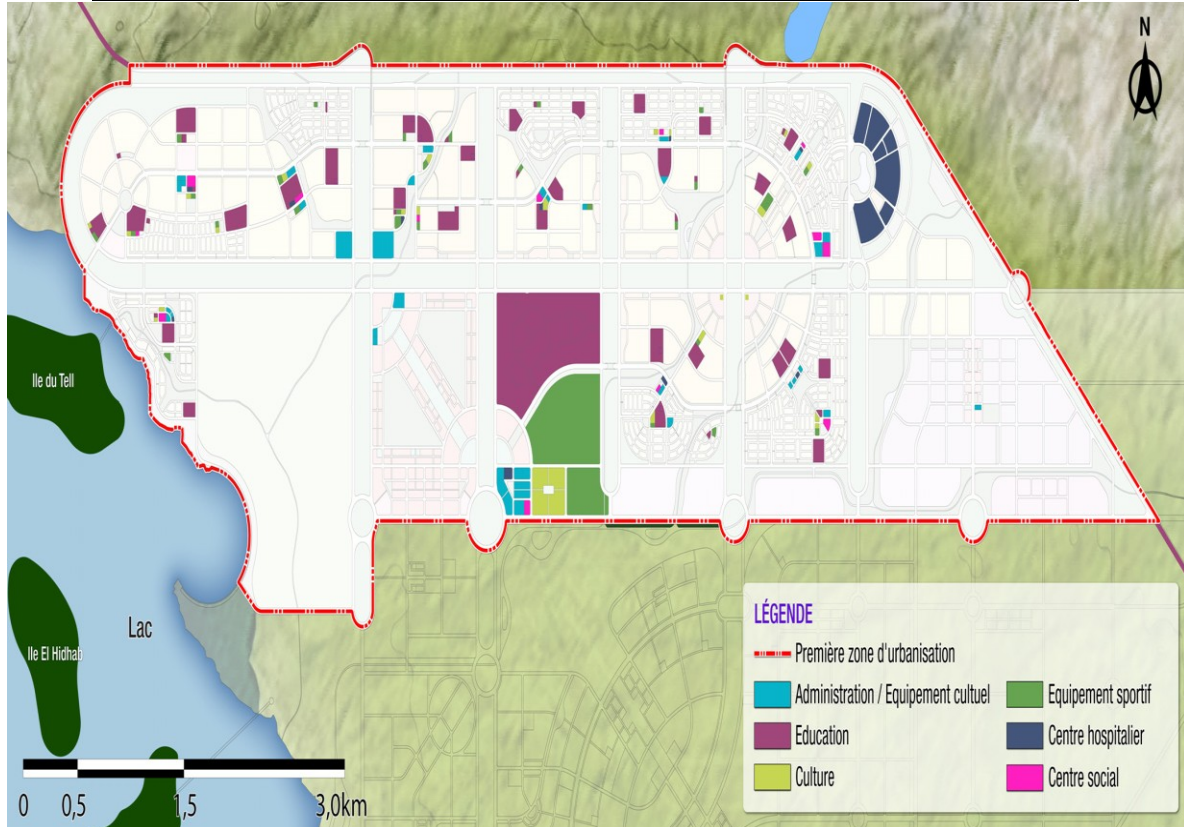 N
Ile du Tell
Lac
Ile El Hidhab
0 0,5 1,5 3,0km
LÉGENDE
Première zone d'urbanisation
Administration / Equipement cultuel
Education
Culture
Equipement sportif
Centre hospitalier
Centre social